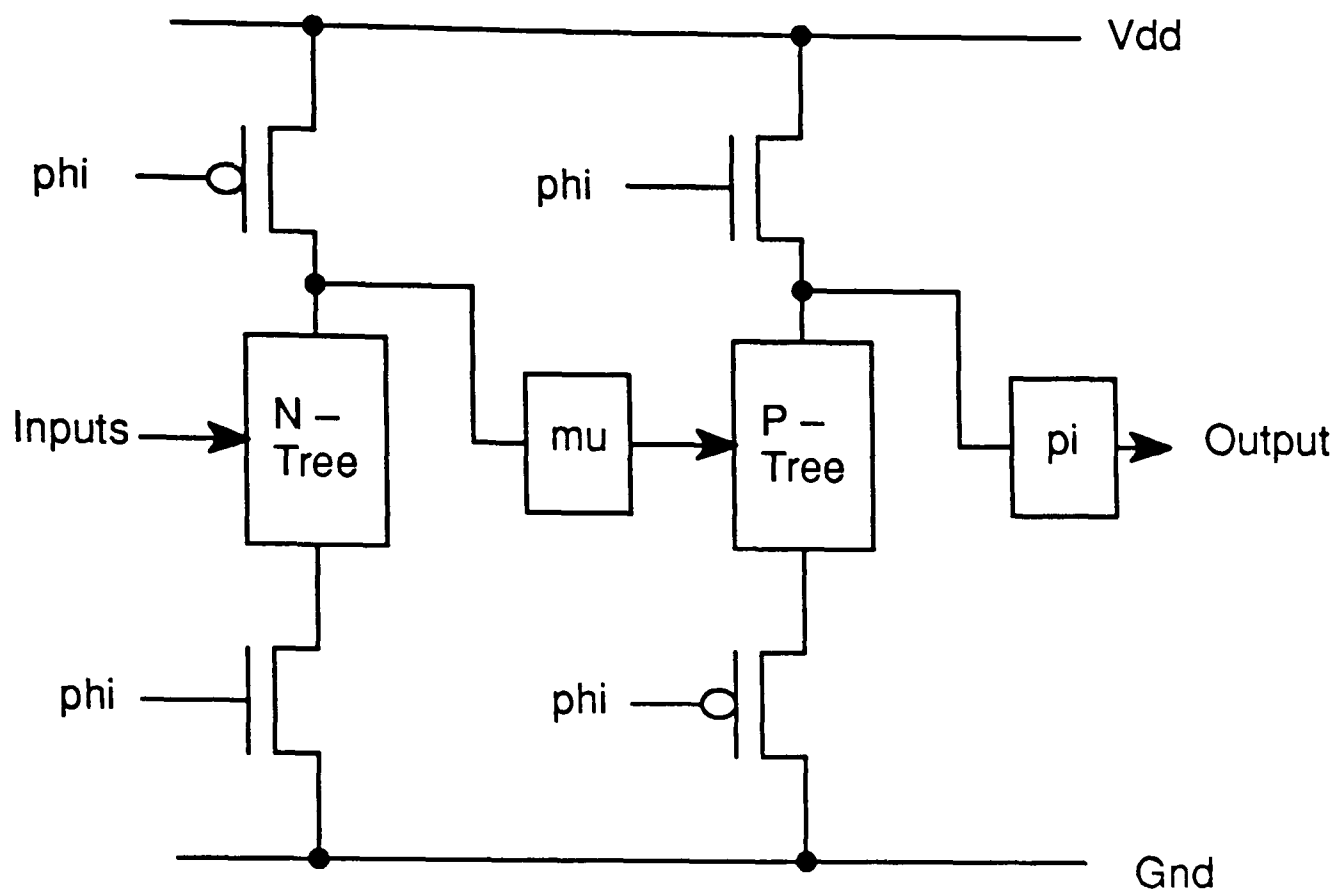 Vdd
phi
phi
Inputs
N –
Tree
mu
P –
Tree
pi
Output
phi
phi
Gnd